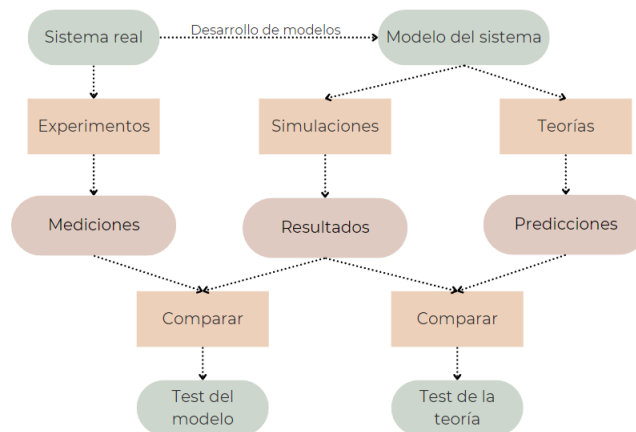 Sistema real
Desarrollo de modelos
Modelo del sistema
Experimentos
Simulaciones
Teorías
Mediciones
Resultados
Predicciones
Comparar
Comparar
Test del
modelo
Test de la
teoría